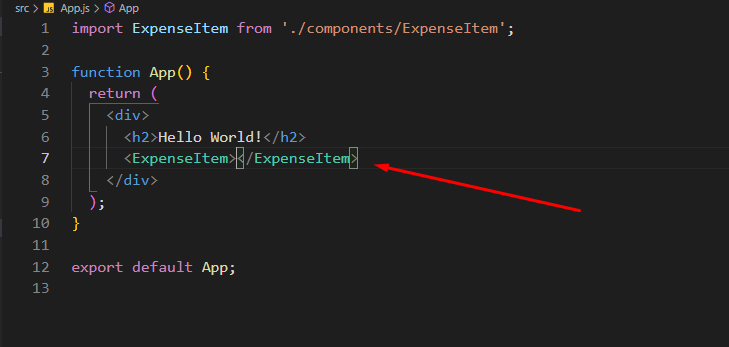 src > JS App.js > App
1 import ExpenseItem from './components/ExpenseItem';
2
3 function App() {
4 return (
5 <div>
6 <h2>Hello World!</h2>
7 <ExpenseItem></ExpenseItem>
8 </div>
9 );
10 }
11
12 export default App;
13